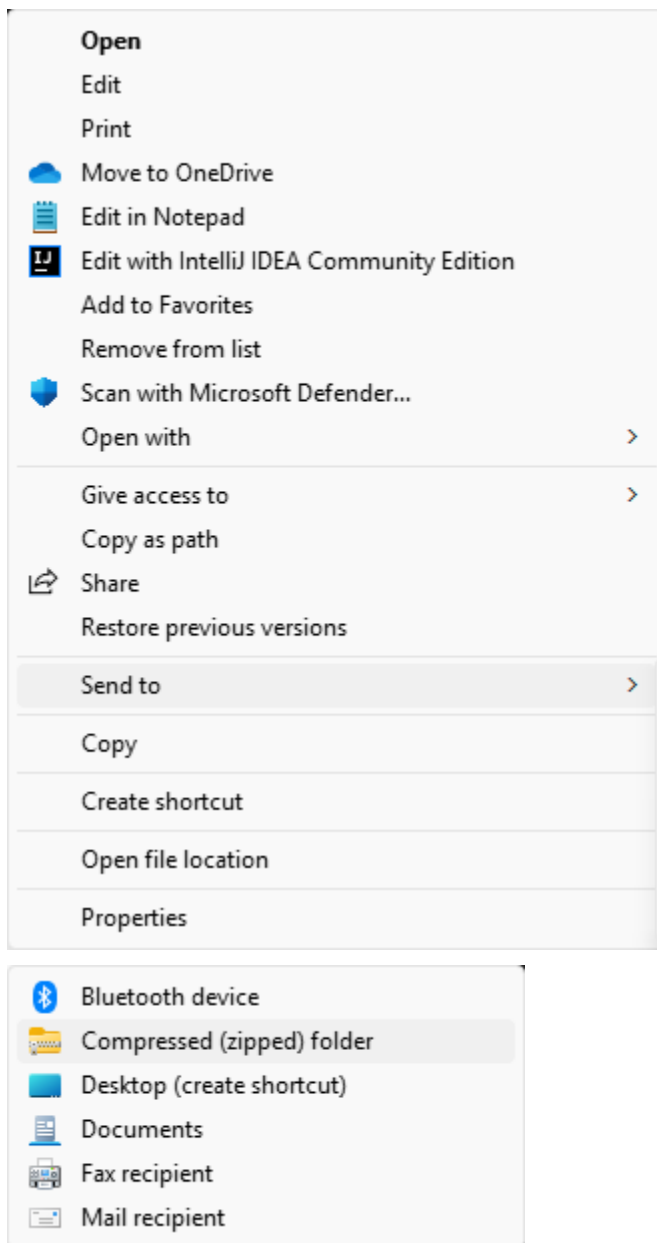 Open
Edit
Print
Move to OneDrive
Edit in Notepad
IJ Edit with IntelliJ IDEA Community Edition
Add to Favorites
Remove from list
Scan with Microsoft Defender...
Open with
Give access to
Copy as path
Share
Restore previous versions
Send to
Copy
Create shortcut
Open file location
Properties
Bluetooth device
Compressed (zipped) folder
Desktop (create shortcut)
Documents
Fax recipient
Mail recipient